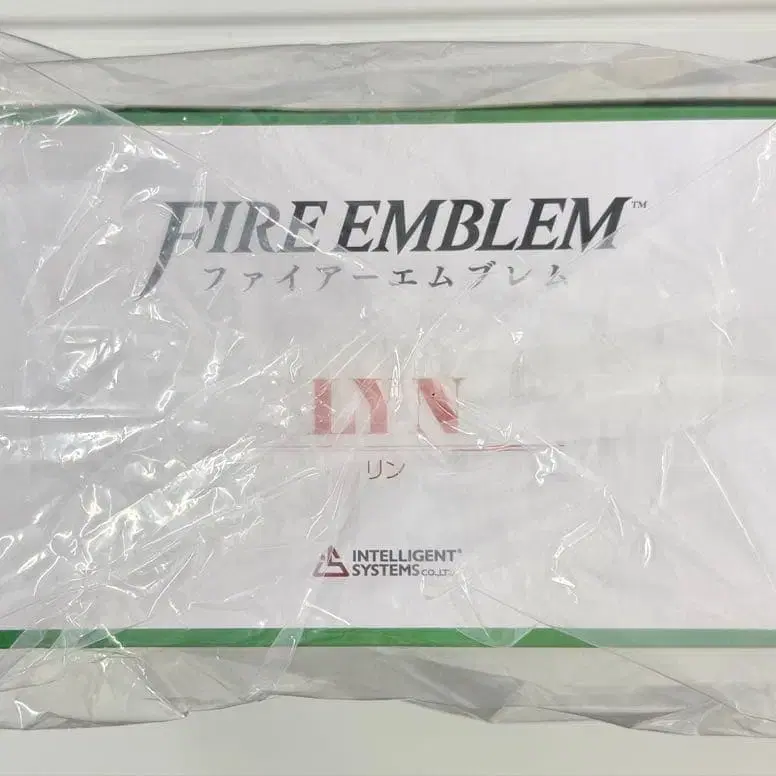 FIRE EMBLEM™
ファイアーエムブレム
LYN
リン
INTELLIGENT®
SYSTEMS CO.,LTD.